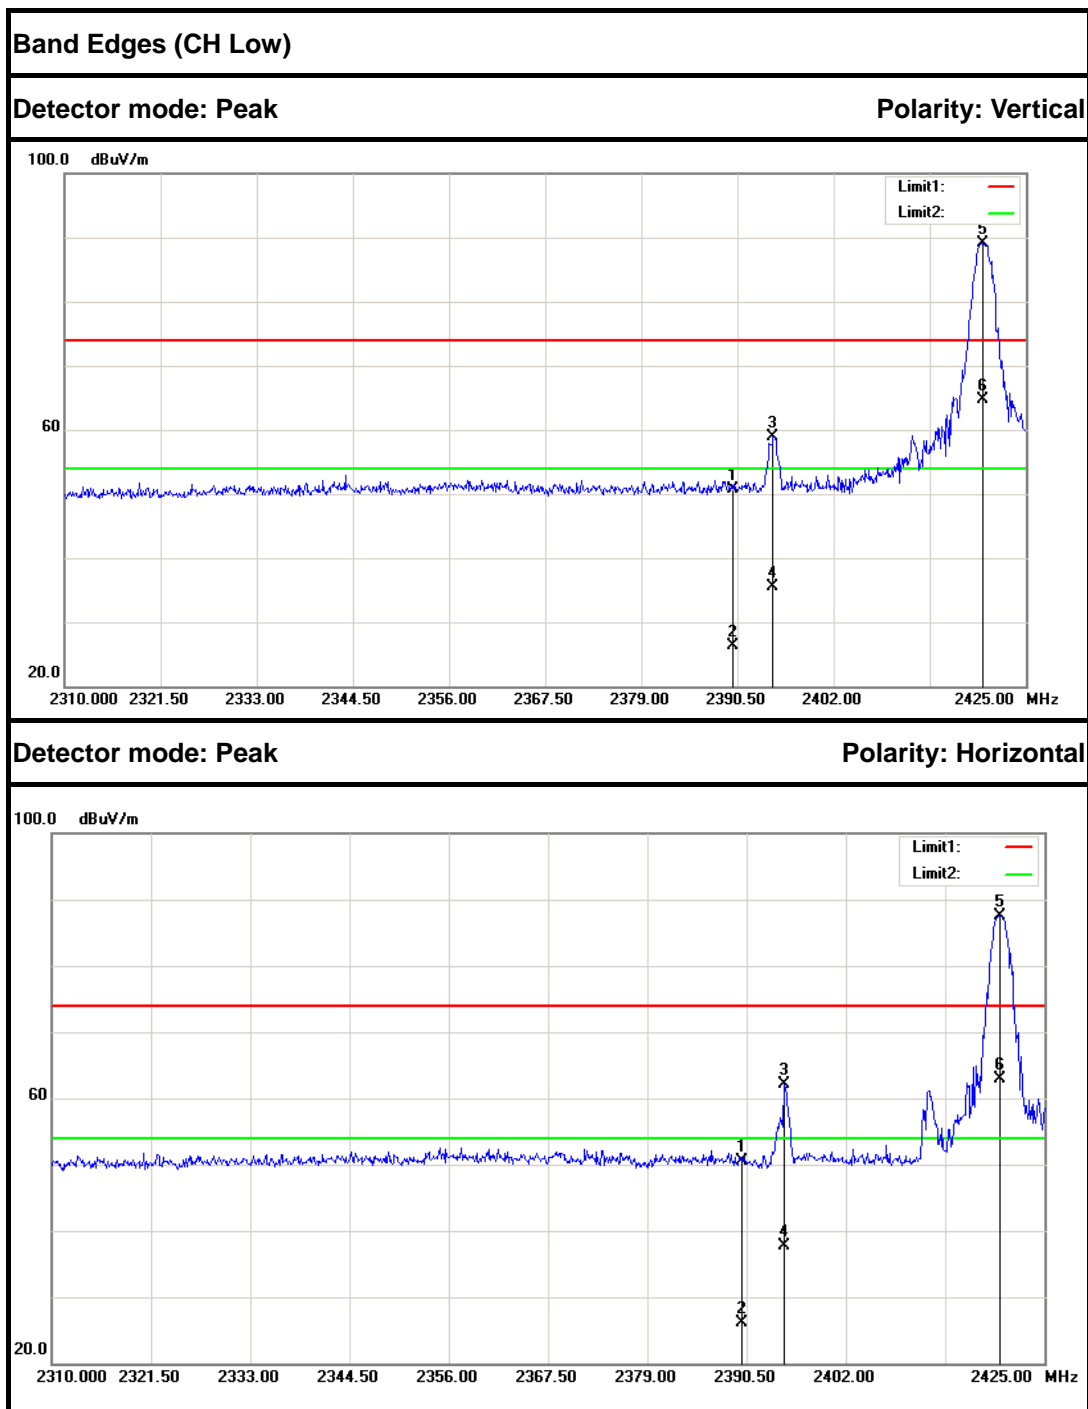 Band Edges (CH Low)
Detector mode: Peak Polarity: Vertical
100.0 dBuV/m
Limit1:
Limit2:
5
6
60
3
1
4
2
20.0
2310.000 2321.50 2333.00 2344.50 2356.00 2367.50 2379.00 2390.50 2402.00 2425.00 MHz
Detector mode: Peak Polarity: Horizontal
100.0 dBuV/m
Limit1:
Limit2:
5
3
6
60
1
4
2
20.0
2310.000 2321.50 2333.00 2344.50 2356.00 2367.50 2379.00 2390.50 2402.00 2425.00 MHz